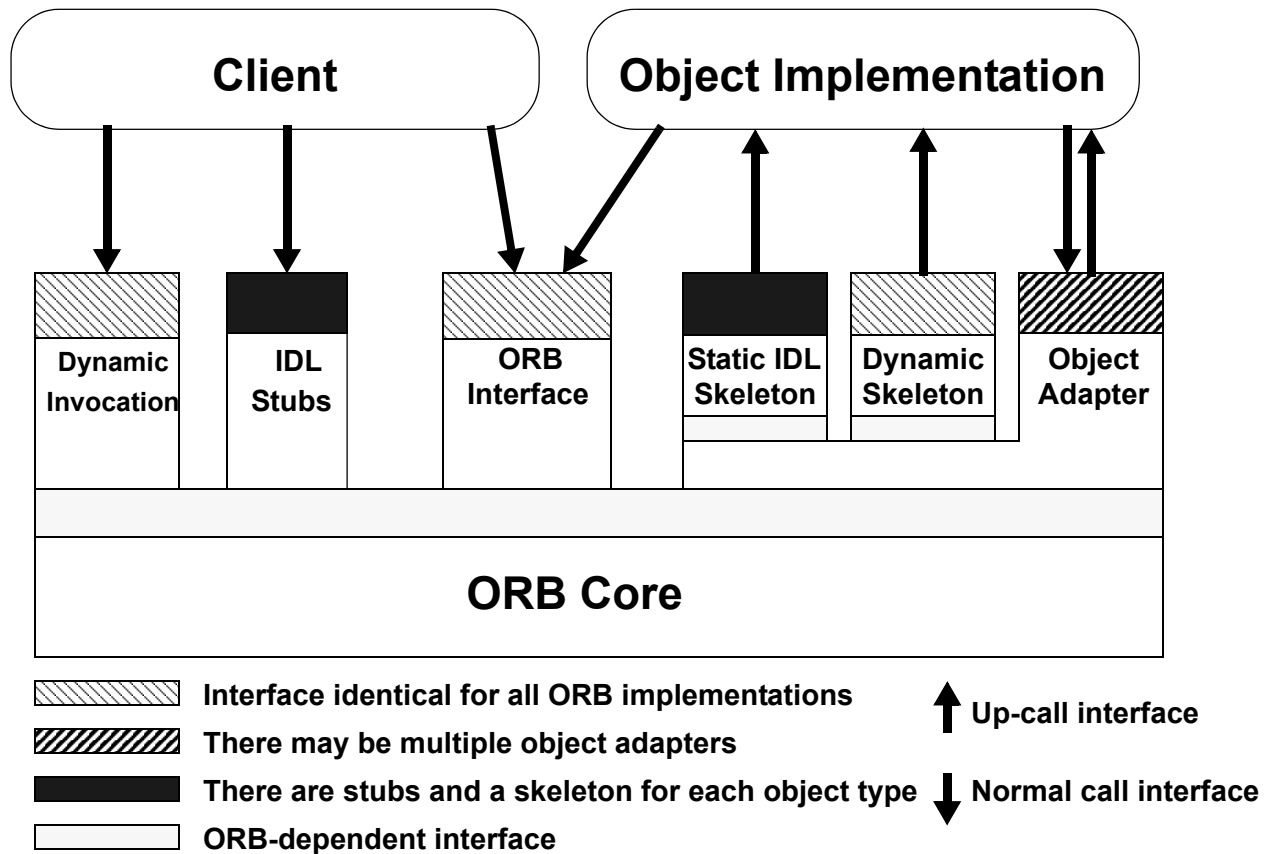 Client
Object Implementation
Dynamic
Invocation
IDL
Stubs
ORB
Interface
Static IDL
Skeleton
Dynamic
Skeleton
Object
Adapter
ORB Core
Interface identical for all ORB implementations
There may be multiple object adapters
There are stubs and a skeleton for each object type
ORB-dependent interface
Up-call interface
Normal call interface